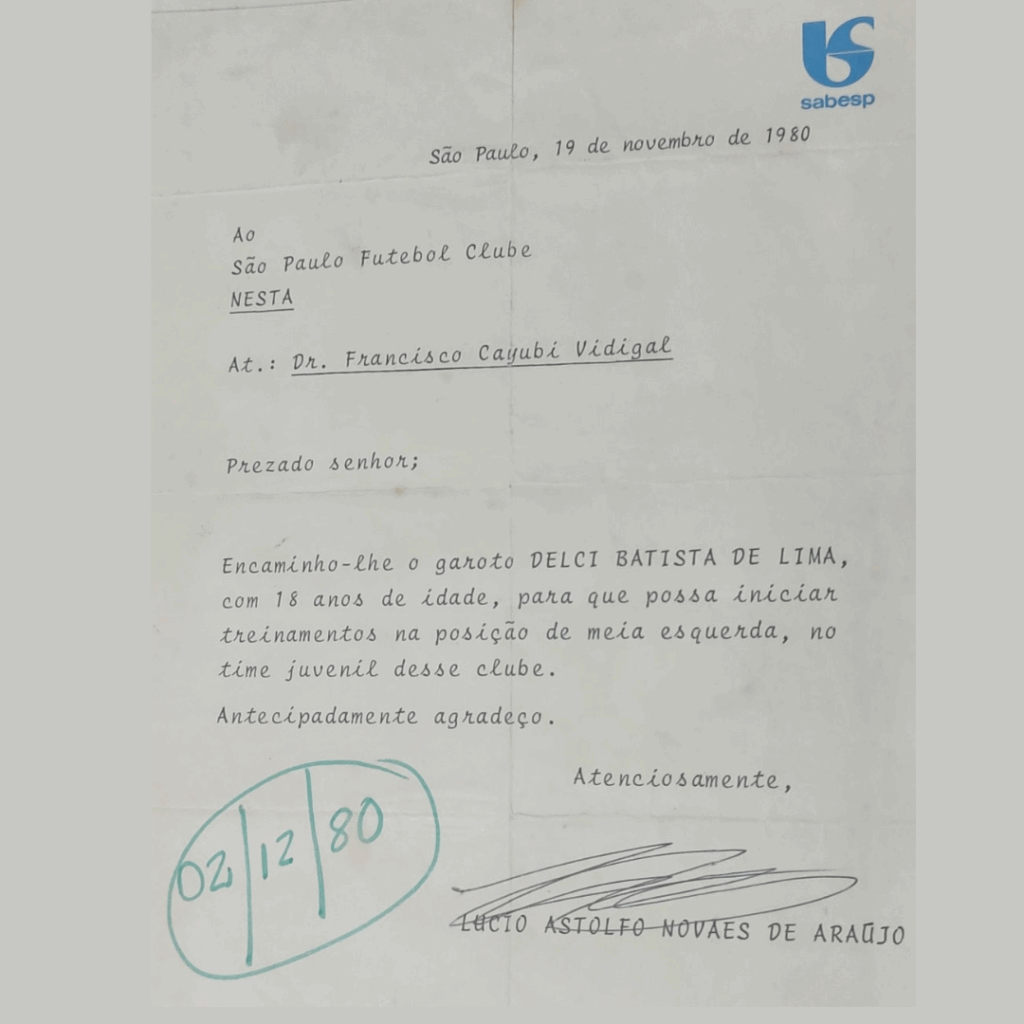 sabesp
São Paulo, 19 de novembro de 1980
Ao
São Paulo Futebol Clube
NESTA
At.: Dr. Francisco Cayubi Vidigal
Prezado senhor;
Encaminho-lhe o garoto DELCI BATISTA DE LIMA,
com 18 anos de idade, para que possa iniciar
treinamentos na posição de meia esquerda, no
time juvenil desse clube.
Antecipadamente agradeço.
Atenciosamente,
02/12/80
LUCIO ASTOLFO NOVAES DE ARAÚJO